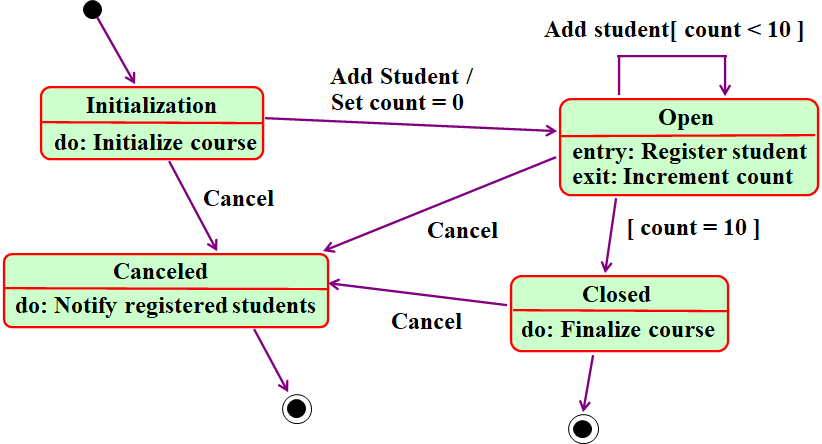 Add student[ count < 10 ]
Add Student /
Set count = 0
Initialization
do: Initialize course
Open
entry: Register student
exit: Increment count
Cancel
Cancel
[ count = 10 ]
Canceled
do: Notify registered students
Closed
do: Finalize course
Cancel